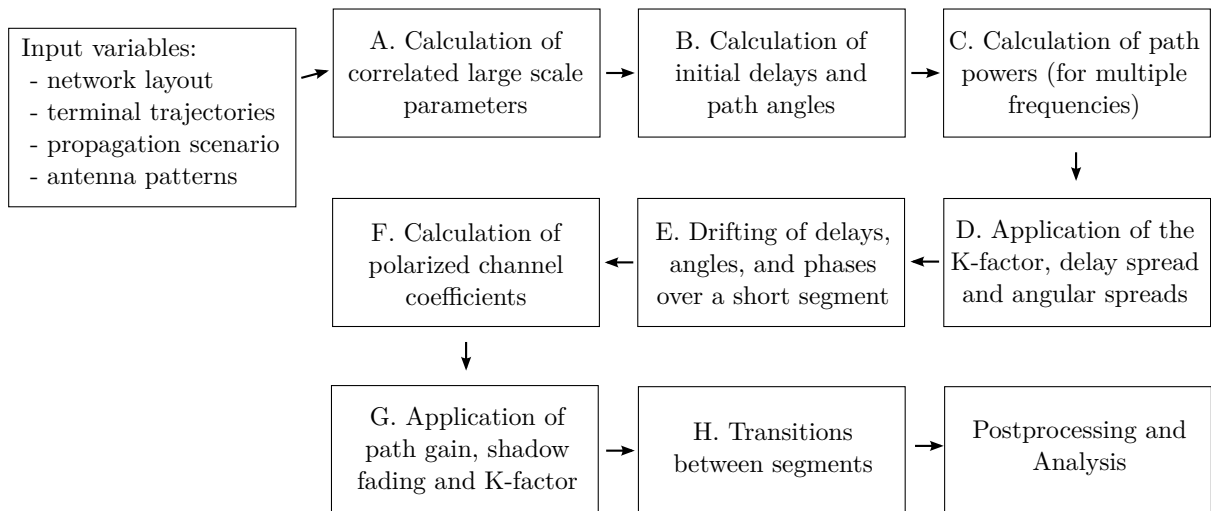 Input variables:
- network layout
- terminal trajectories
- propagation scenario
- antenna patterns
A. Calculation of
correlated large scale
parameters
B. Calculation of
initial delays and
path angles
C. Calculation of path
powers (for multiple
frequencies)
D. Application of the
K-factor, delay spread
and angular spreads
E. Drifting of delays,
angles, and phases
over a short segment
F. Calculation of
polarized channel
coefficients
G. Application of
path gain, shadow
fading and K-factor
H. Transitions
between segments
Postprocessing and
Analysis